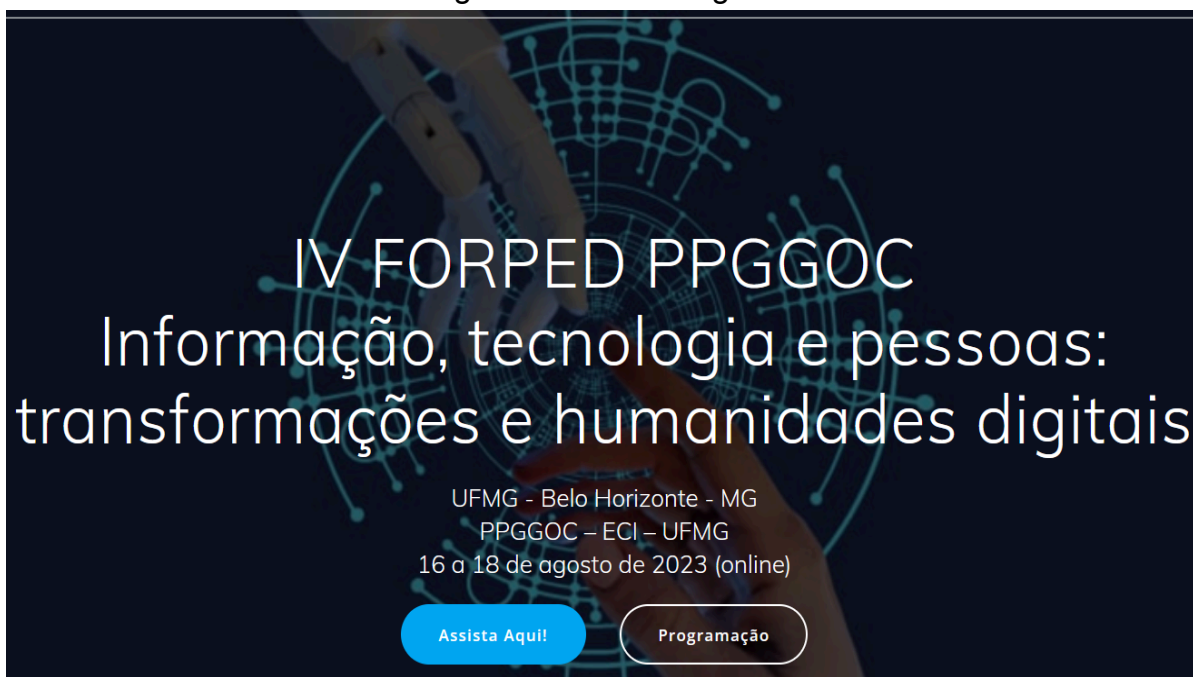 IV FORPED PPGGOC
Informação, tecnologia e pessoas:
transformações e humanidades digitais
UFMG - Belo Horizonte - MG
PPGGOC – ECI – UFMG
16 a 18 de agosto de 2023 (online)
Assista Aqui!
Programação